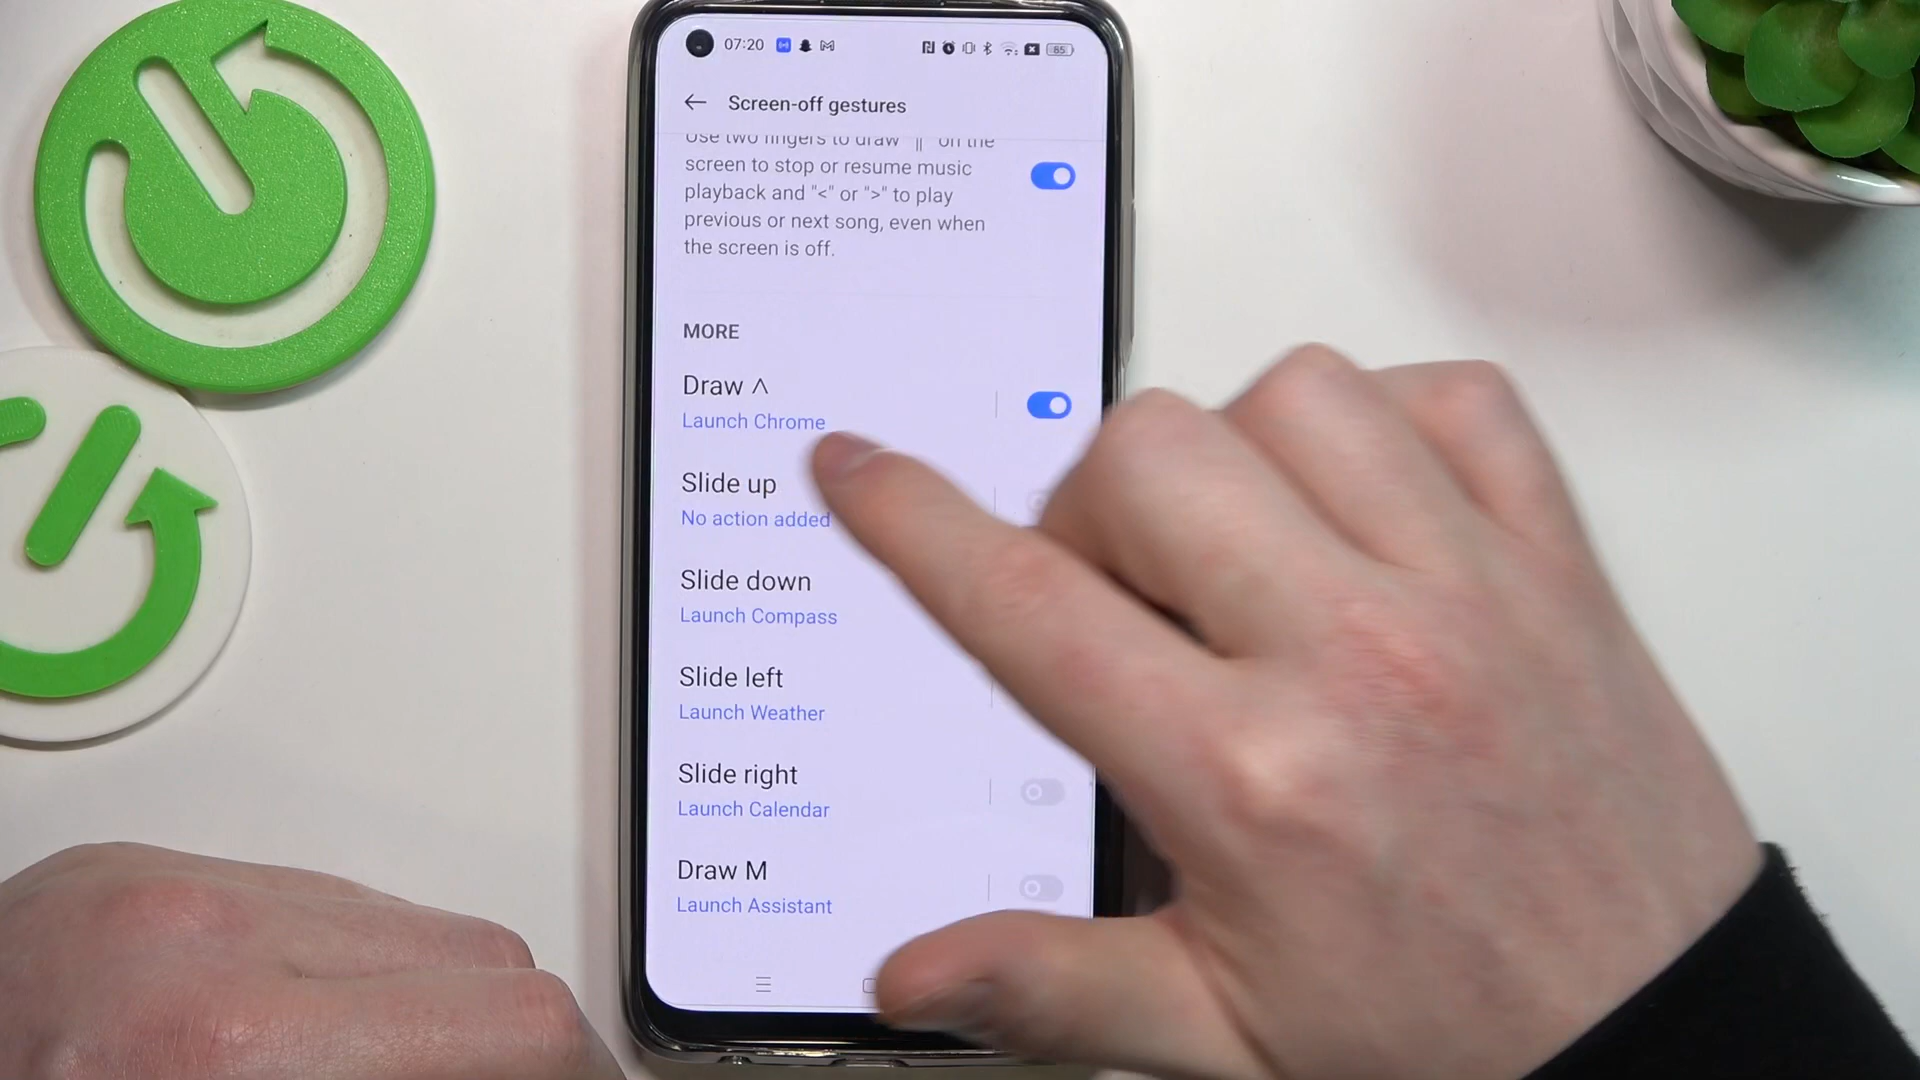 07:20
85
Screen-off gestures
Use two fingers to draw "||" on the
screen to stop or resume music
playback and "<" or ">" to play
previous or next song, even when
the screen is off.
MORE
Draw ^
Launch Chrome
Slide up
No action added
Slide down
Launch Compass
Slide left
Launch Weather
Slide right
Launch Calendar
Draw M
Launch Assistant